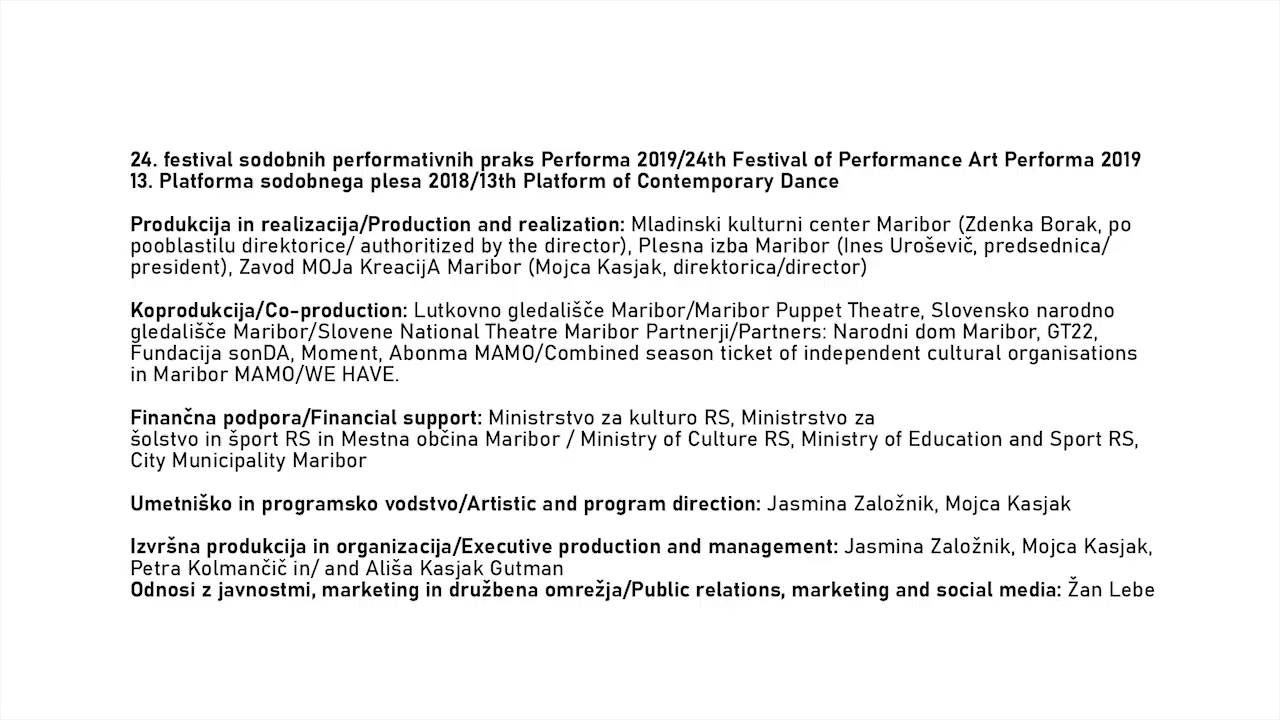 24. festival sodobnih performativnih praks Performa 2019/24th Festival of Performance Art Performa 2019
13. Platforma sodobnega plesa 2018/13th Platform of Contemporary Dance
Produkcija in realizacija/Production and realization: Mladinski kulturni center Maribor (Zdenka Borak, po
pooblastilu direktorice/ authoritized by the director), Plesna izba Maribor (Ines Uroševič, predsednica/
president), Zavod MOJa KreacijA Maribor (Mojca Kasjak, direktorica/director)
Koprodukcija/Co-production: Lutkovno gledališče Maribor/Maribor Puppet Theatre, Slovensko narodno
gledališče Maribor/Slovene National Theatre Maribor Partnerji/Partners: Narodni dom Maribor, GT22,
Fundacija sonDA, Moment, Abonma MAMO/Combined season ticket of independent cultural organisations
in Maribor MAMO/WE HAVE.
Finančna podpora/Financial support: Ministrstvo za kulturo RS, Ministrstvo za
šolstvo in šport RS in Mestna občina Maribor / Ministry of Culture RS, Ministry of Education and Sport RS,
City Municipality Maribor
Umetniško in programsko vodstvo/Artistic and program direction: Jasmina Založnik, Mojca Kasjak
Izvršna produkcija in organizacija/Executive production and management: Jasmina Založnik, Mojca Kasjak,
Petra Kolmančič in/ and Ališa Kasjak Gutman
Odnosi z javnostmi, marketing in družbena omrežja/Public relations, marketing and social media: Žan Lebe